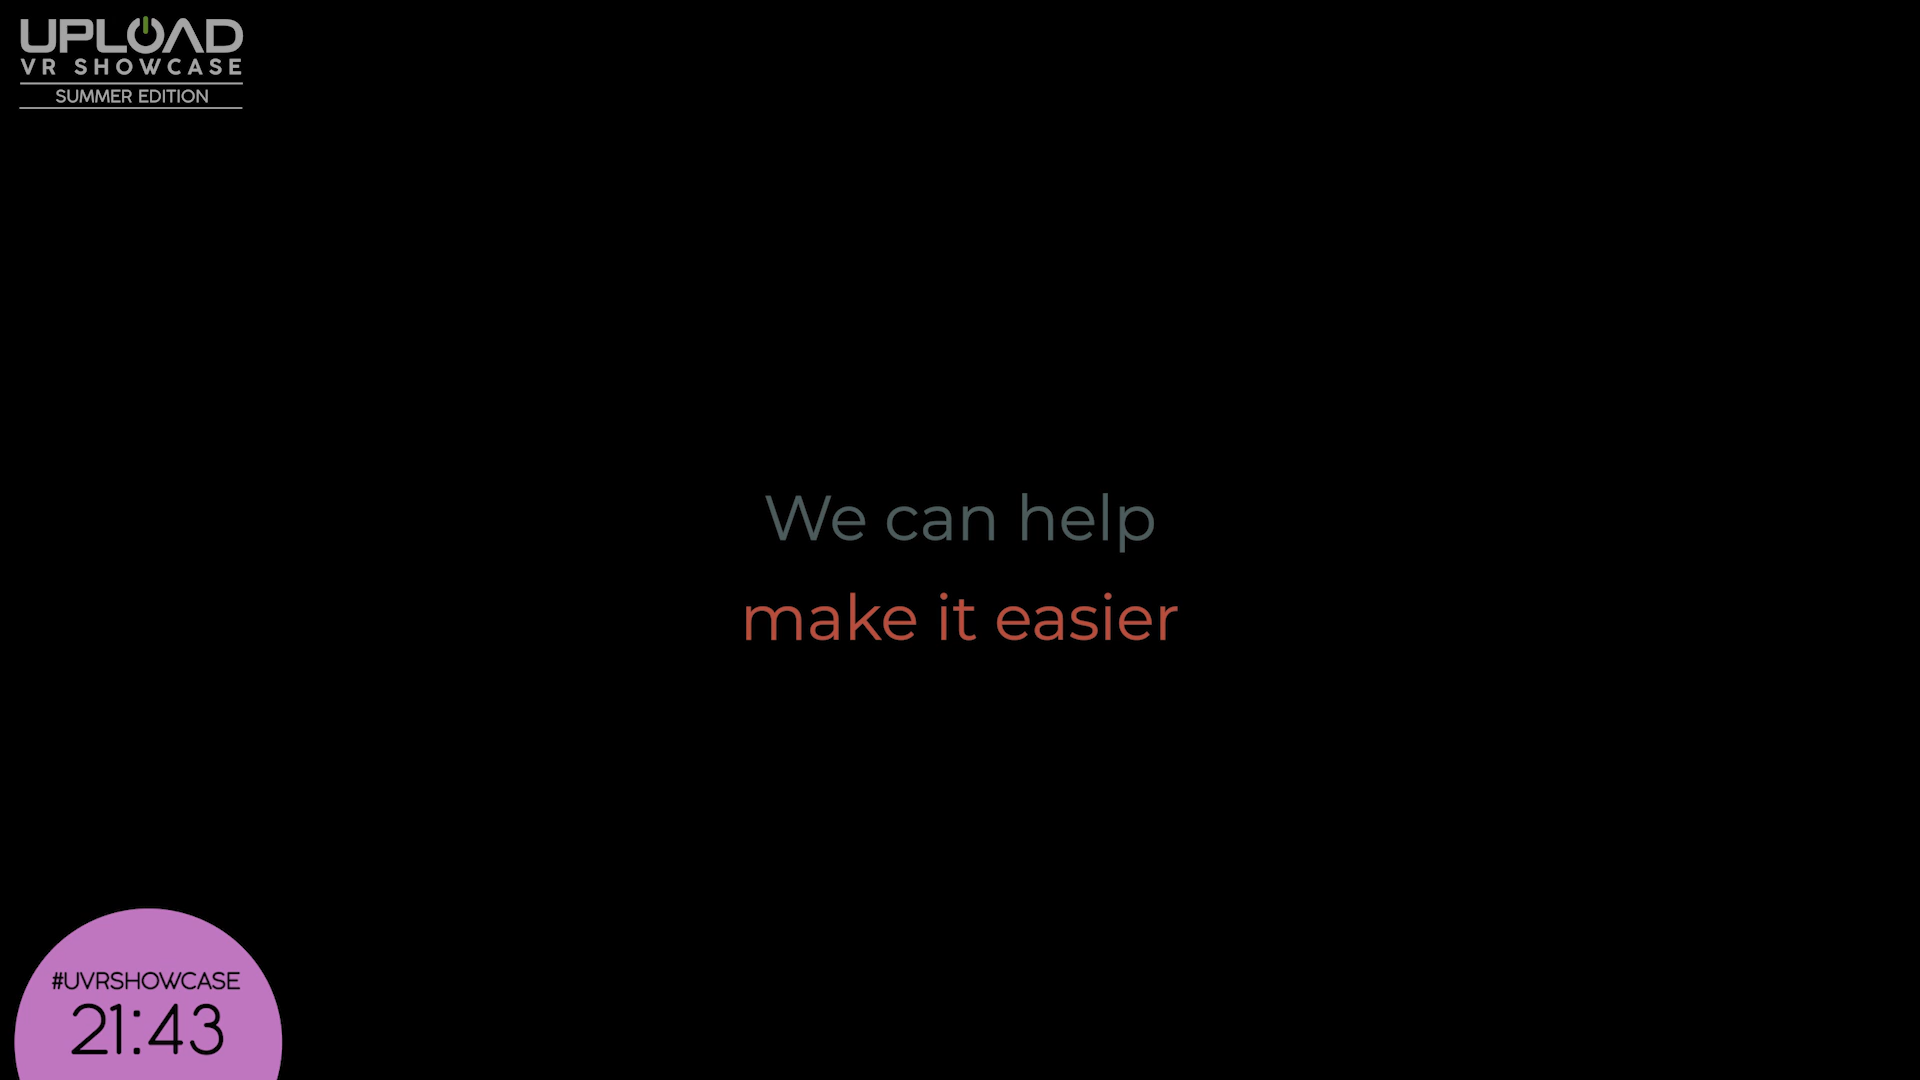 UPLOAD
VR SHOWCASE
SUMMER EDITION
We can help
make it easier
#UVRSHOWCASE
21:43